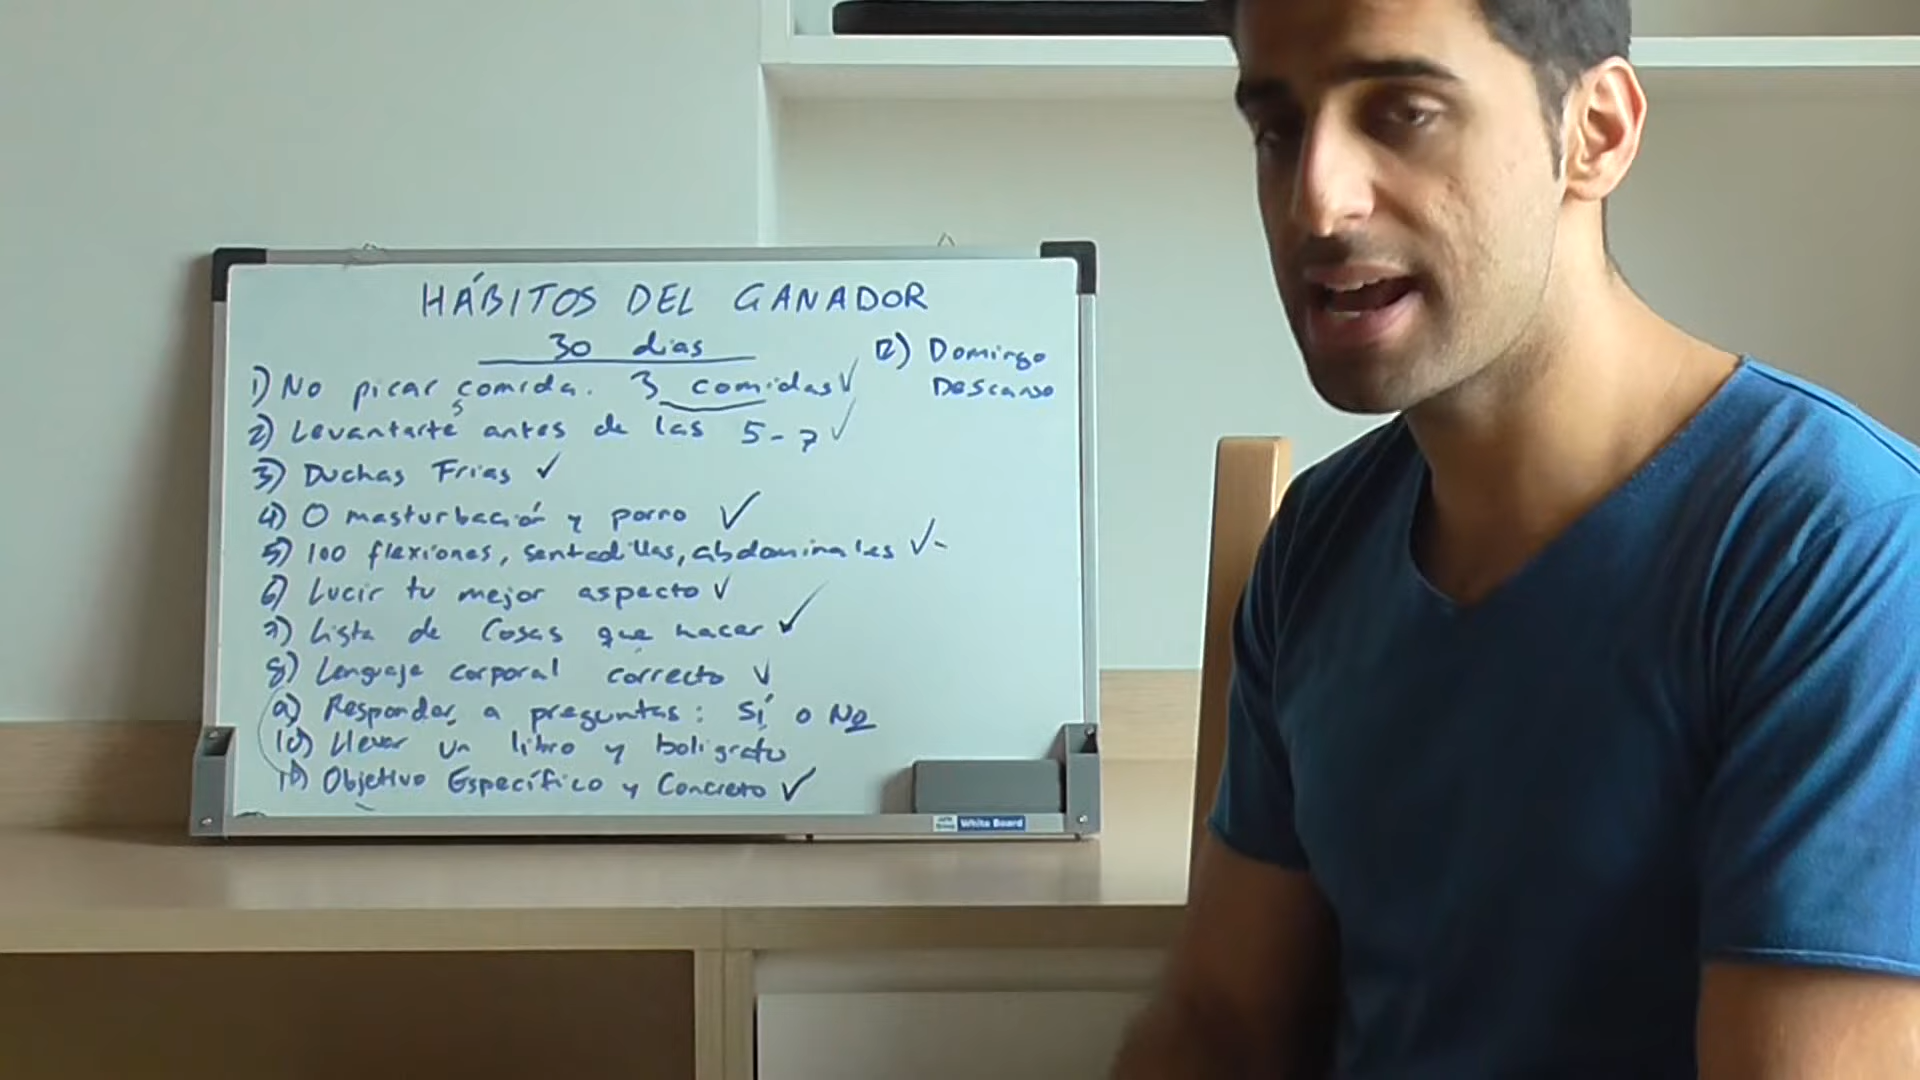 HÁBITOS DEL GANADOR
30 dias
1) No picar comida. 3 comidas ✓
2) Levantarte antes de las 5-7 ✓
3) Duchas Frias ✓
4) 0 masturbación y porno ✓
5) 100 flexiones, sentadillas, abdominales ✓-
6) Lucir tu mejor aspecto ✓
7) Lista de Cosas que hacer ✓
8) Lenguaje corporal correcto ✓
9) Responder a preguntas: Sí o No
10) Llevar un libro y boligrafo
11) Objetivo Específico y Concreto ✓
12) Domingo
Descanso
White Board